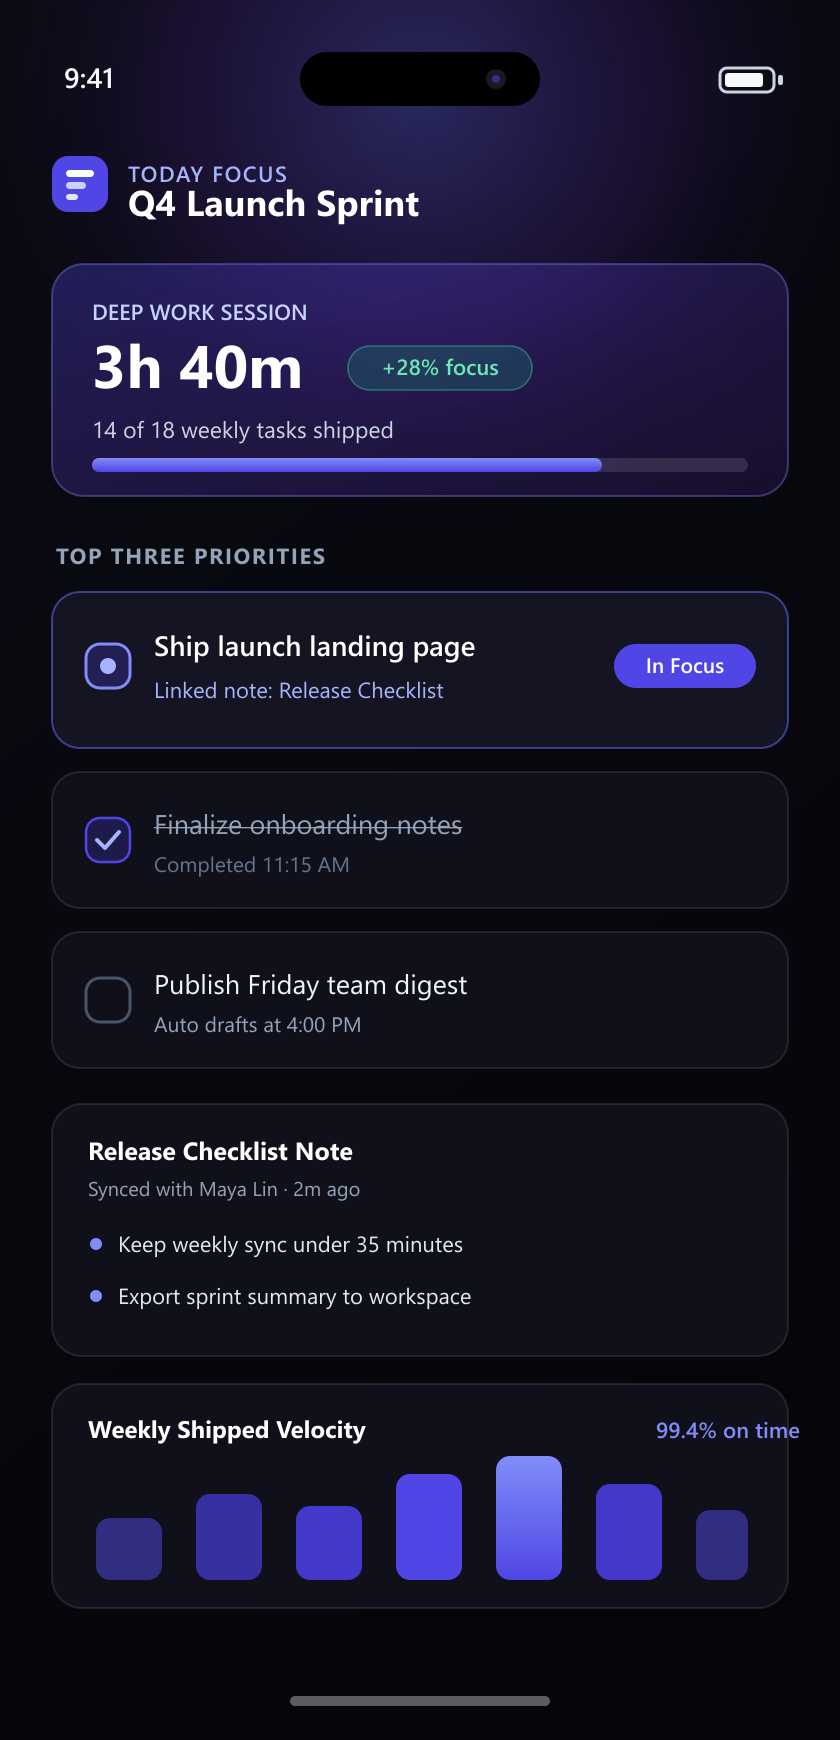 9:41
TODAY FOCUS
Q4 Launch Sprint
DEEP WORK SESSION
3h 40m
+28% focus
14 of 18 weekly tasks shipped
TOP THREE PRIORITIES
Ship launch landing page
Linked note: Release Checklist
In Focus
Finalize onboarding notes
Completed 11:15 AM
Publish Friday team digest
Auto drafts at 4:00 PM
Release Checklist Note
Synced with Maya Lin · 2m ago
Keep weekly sync under 35 minutes
Export sprint summary to workspace
Weekly Shipped Velocity
99.4% on time